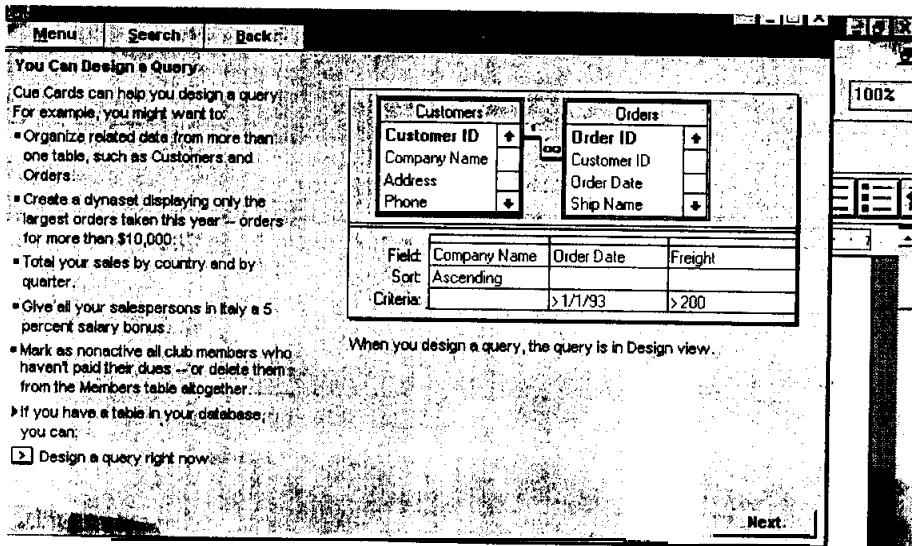 Menu Search Back
You Can Design a Query
Cue Cards can help you design a query.
For example, you might want to:
Organize related data from more than
one table, such as Customers and
Orders.
Create a dynaset displaying only the
largest orders taken this year -- orders
for more than $10,000.
Total your sales by country and by
quarter.
Give all your salespersons in Italy a 5
percent salary bonus.
Mark as nonactive all club members who
haven't paid their dues -- or delete them
from the Members table altogether.
If you have a table in your database,
you can:
> Design a query right now.
Customers
Customer ID
Company Name
Address
Phone
Orders
Order ID
Customer ID
Order Date
Ship Name
Field: Company Name Order Date Freight
Sort: Ascending
Criteria: >1/1/93 >200
When you design a query, the query is in Design view.
Next
100%
7